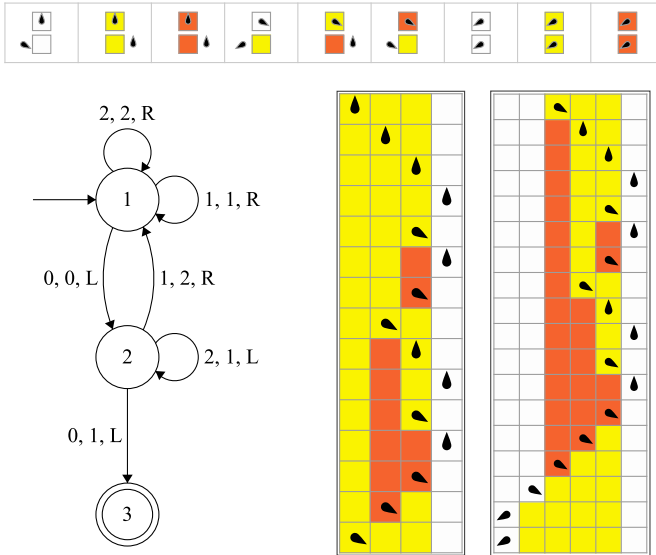 2, 2, R
1
1, 1, R
0, 0, L
1, 2, R
2
2, 1, L
0, 1, L
3